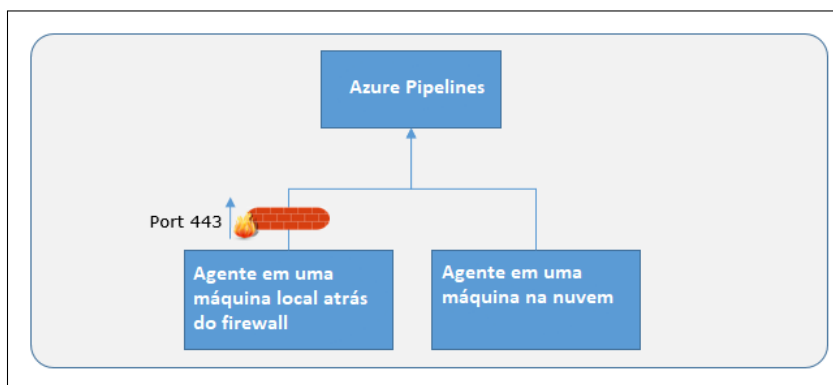 Azure Pipelines
Port 443
Agente em uma
máquina local atrás
do firewall
Agente em uma
máquina na nuvem